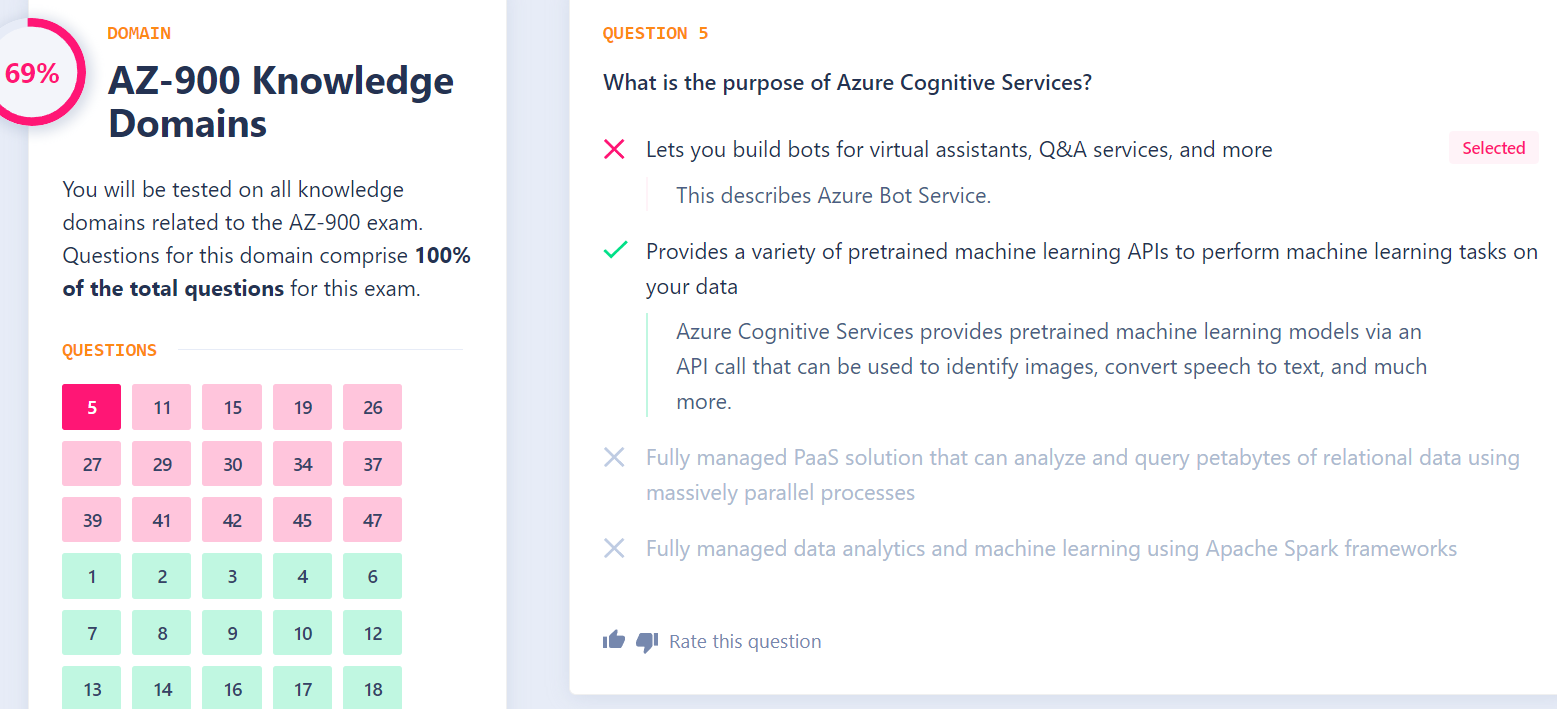 69%
DOMAIN
AZ-900 Knowledge
Domains
You will be tested on all knowledge
domains related to the AZ-900 exam.
Questions for this domain comprise 100%
of the total questions for this exam.
QUESTIONS
5 11 15 19 26
27 29 30 34 37
39 41 42 45 47
1 2 3 4 6
7 8 9 10 12
13 14 16 17 18
QUESTION 5
What is the purpose of Azure Cognitive Services?
Lets you build bots for virtual assistants, Q&A services, and more
Selected
This describes Azure Bot Service.
Provides a variety of pretrained machine learning APIs to perform machine learning tasks on
your data
Azure Cognitive Services provides pretrained machine learning models via an
API call that can be used to identify images, convert speech to text, and much
more.
Fully managed PaaS solution that can analyze and query petabytes of relational data using
massively parallel processes
Fully managed data analytics and machine learning using Apache Spark frameworks
Rate this question